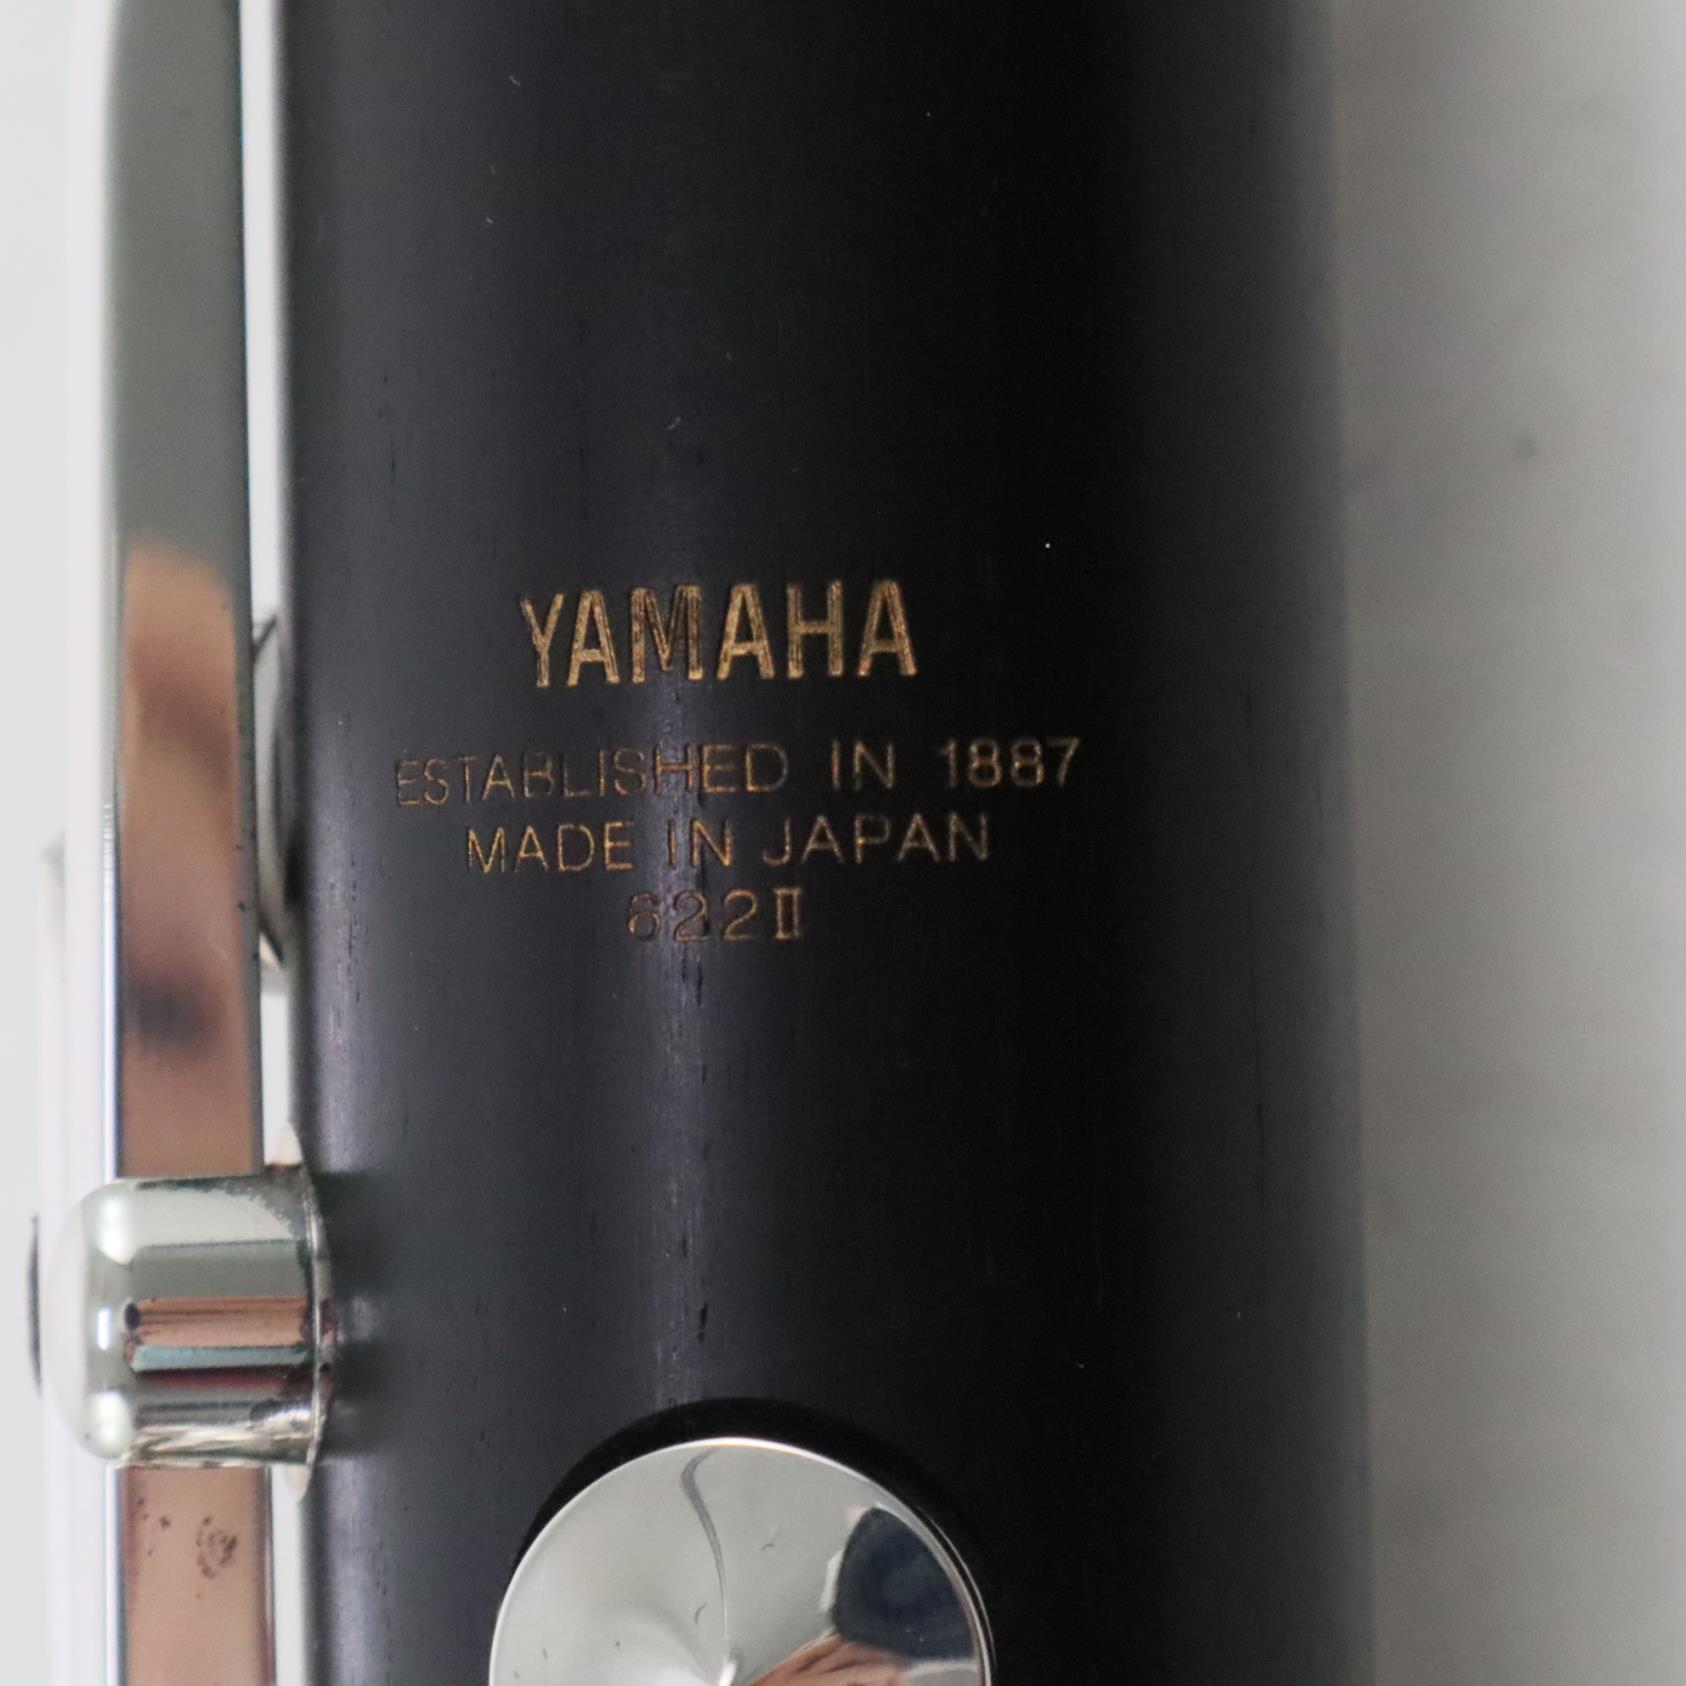 YAMAHA
ESTABLISHED IN 1887
MADE IN JAPAN
622II